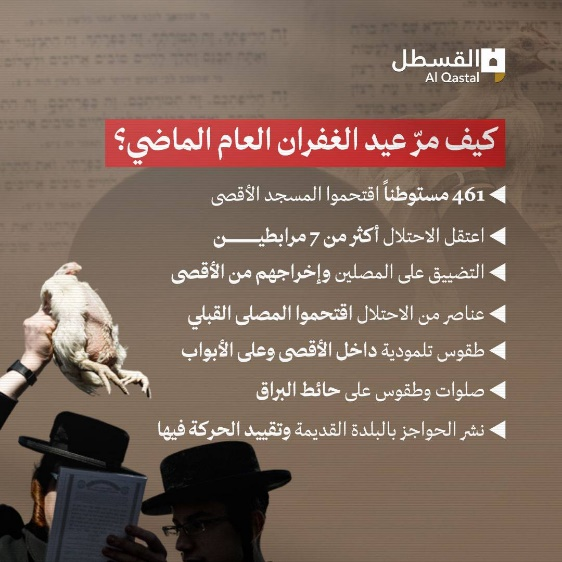 القسطل
Al Qastal
كيف مرّ عيد الغفران العام الماضي؟
461 مستوطناً اقتحموا المسجد الأقصى
اعتقل الاحتلال أكثر من 7 مرابطيـــن
التضييق على المصلين وإخراجهم من الأقصى
عناصر من الاحتلال اقتحموا المصلى القبلي
طقوس تلمودية داخل الأقصى وعلى الأبواب
صلوات وطقوس على حائط البراق
نشر الحواجز بالبلدة القديمة وتقييد الحركة فيها